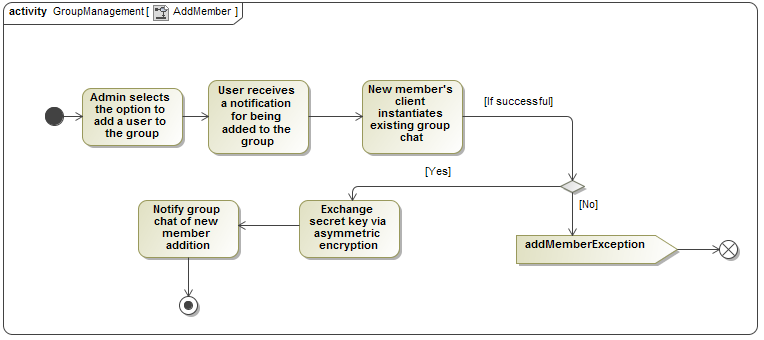 activity GroupManagement [ AddMember ]
Admin selects
the option to
add a user to
the group
User receives
a notification
for being
added to the
group
New member's
client
instantiates
existing group
chat
[If successful]
[Yes]
[No]
Notify group
chat of new
member
addition
Exchange
secret key via
asymmetric
encryption
addMemberException